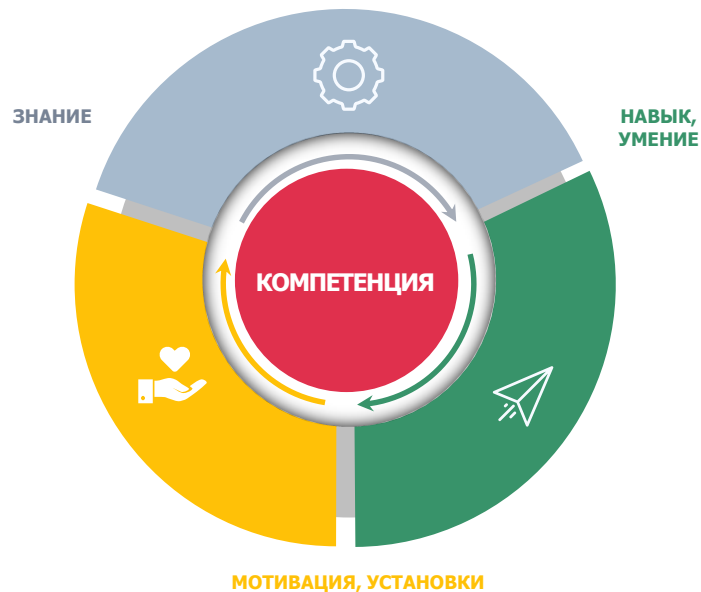 ЗНАНИЕ
НАВЫК,
УМЕНИЕ
КОМПЕТЕНЦИЯ
МОТИВАЦИЯ, УСТАНОВКИ